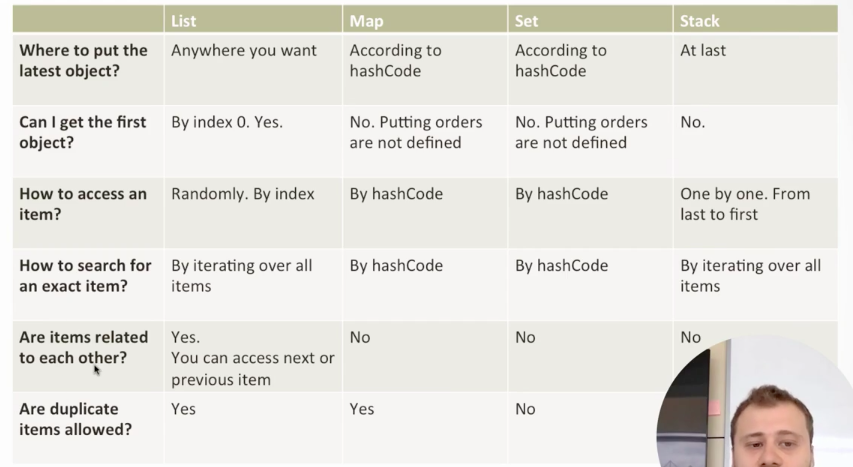 List Map Set Stack
Where to put the Anywhere you want According to According to At last
latest object? hashCode hashCode
Can I get the first By index 0. Yes. No. Putting orders No. Putting orders No.
object? are not defined are not defined
How to access an Randomly. By index By hashCode By hashCode One by one. From
item? last to first
How to search for By iterating over all By hashCode By hashCode By iterating over all
an exact item? items items
Are items related Yes. No No No
to each other? You can access next or
previous item
Are duplicate Yes Yes No
items allowed?